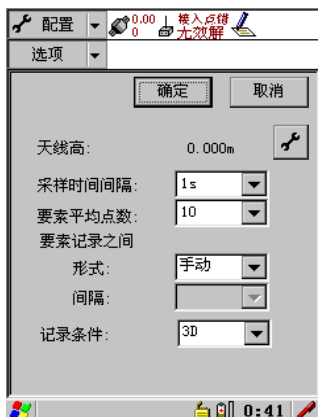 配置 0.00 0 接入点错 无效解
选项
确定 取消
天线高: 0.000m
采样时间间隔: 1s
要素平均点数: 10
要素记录之间
形式: 手动
间隔:
记录条件: 3D
0:41